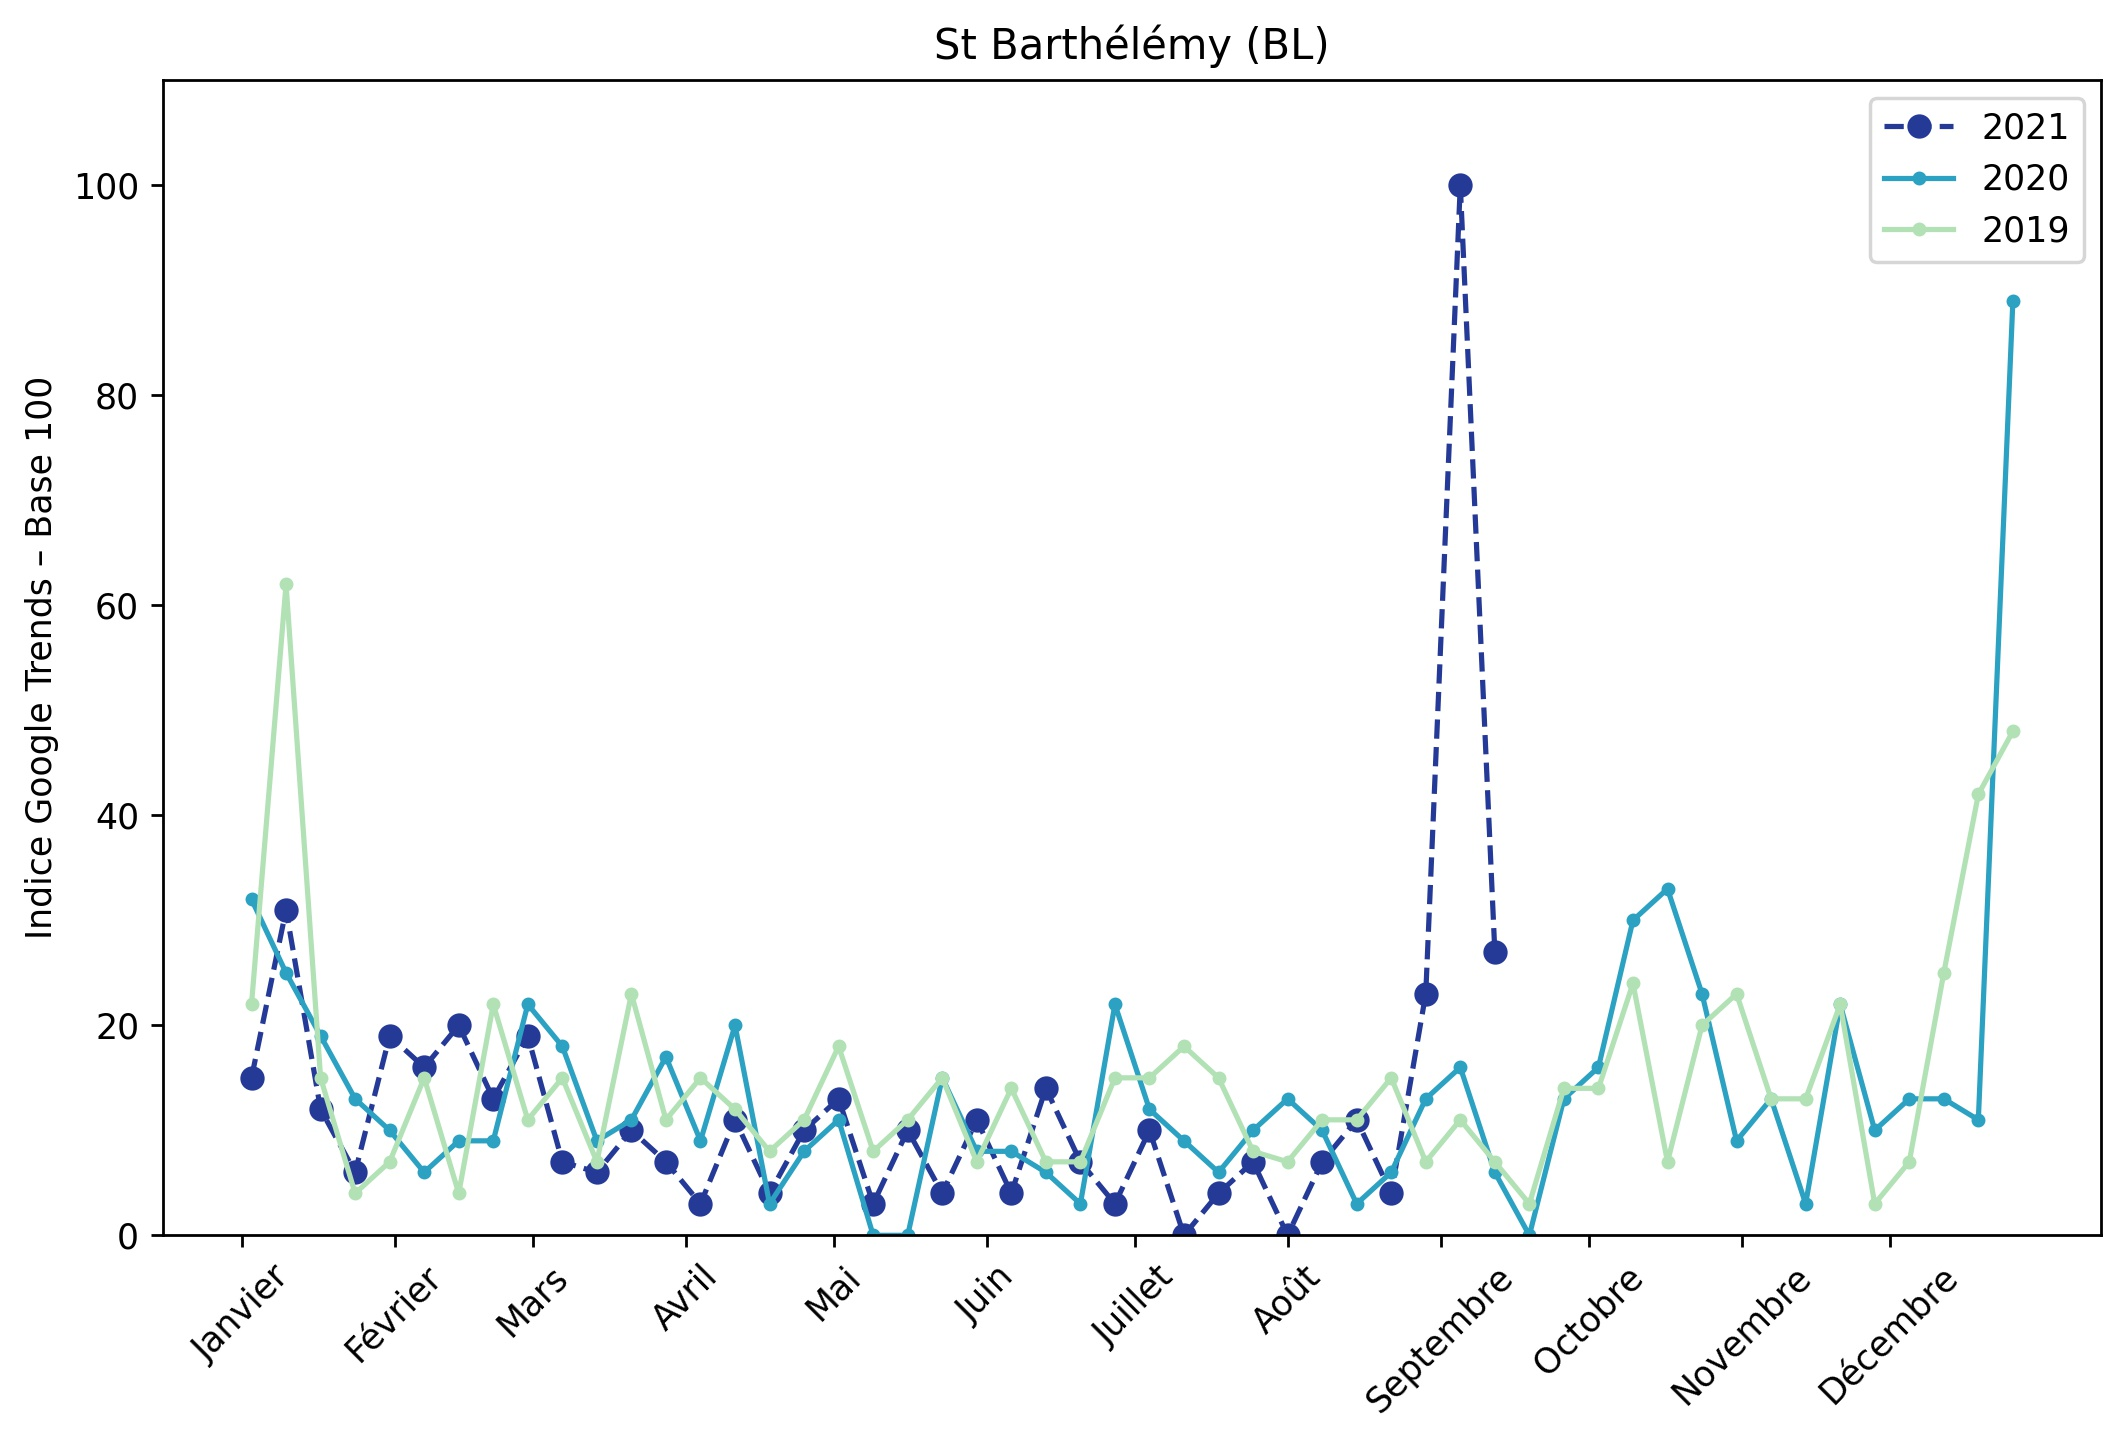 St Barthélémy (BL)
2021
2020
2019
Indice Google Trends – Base 100
100
80
60
40
20
0
Janvier
Février
Mars
Avril
Mai
Juin
Juillet
Août
Septembre
Octobre
Novembre
Décembre